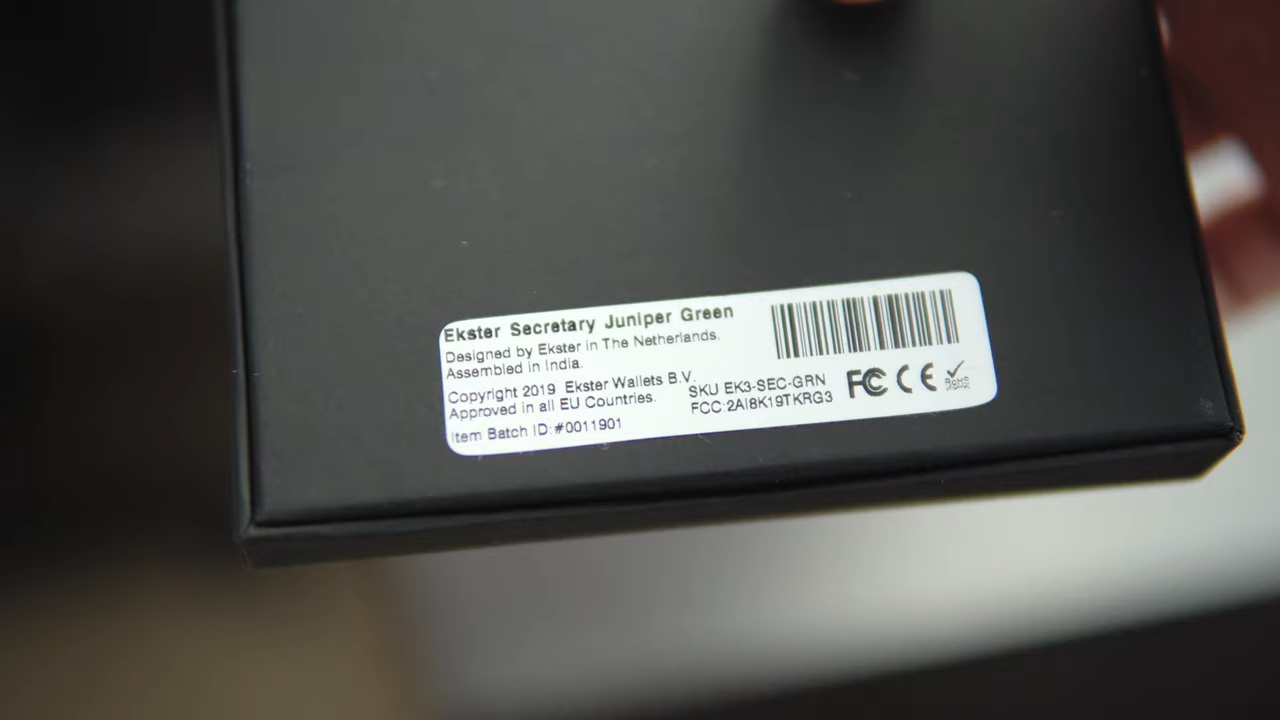 Ekster Secretary Juniper Green
Designed by Ekster in The Netherlands,
Assembled in India.
Copyright 2019 Ekster Wallets B.V.
Approved in all EU Countries.
Item Batch ID:#0011901
SKU EK3-SEC-GRN
FCC:2AI8K19TKRG3
FC CE
RoHS